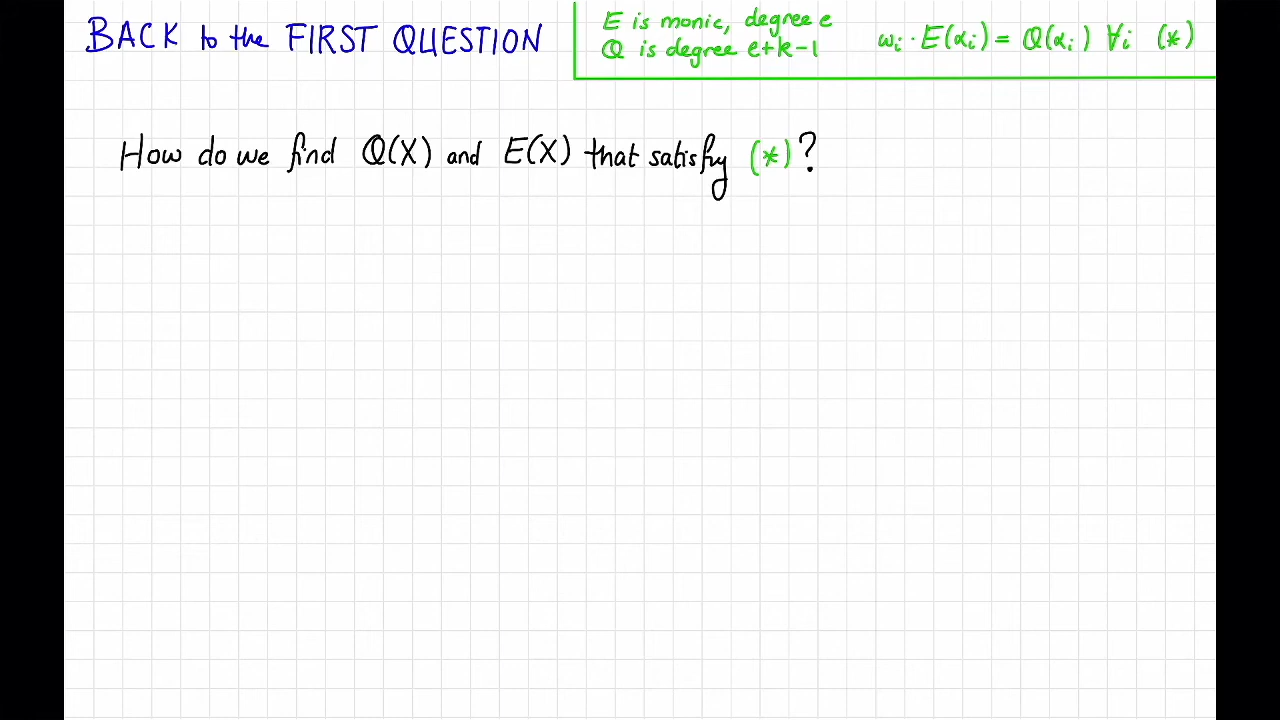 BACK to the FIRST QUESTION
E is monic, degree e
Q is degree e+k-1
wᵢ · E(αᵢ) = Q(αᵢ) ∀i (*)
How do we find Q(X) and E(X) that satisfy (*)?